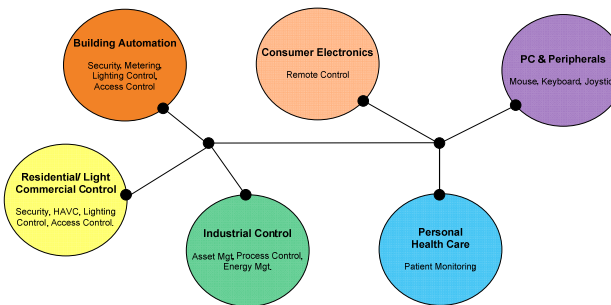 Building Automation
Security, Metering,
Lighting Control,
Access Control
Consumer Electronics
Remote Control
PC & Peripherals
Mouse, Keyboard, Joystic
Residential/ Light
Commercial Control
Security, HAVC, Lighting
Control, Access Control.
Industrial Control
Asset Mgt, Process Control,
Energy Mgt.
Personal
Health Care
Patient Monitoring